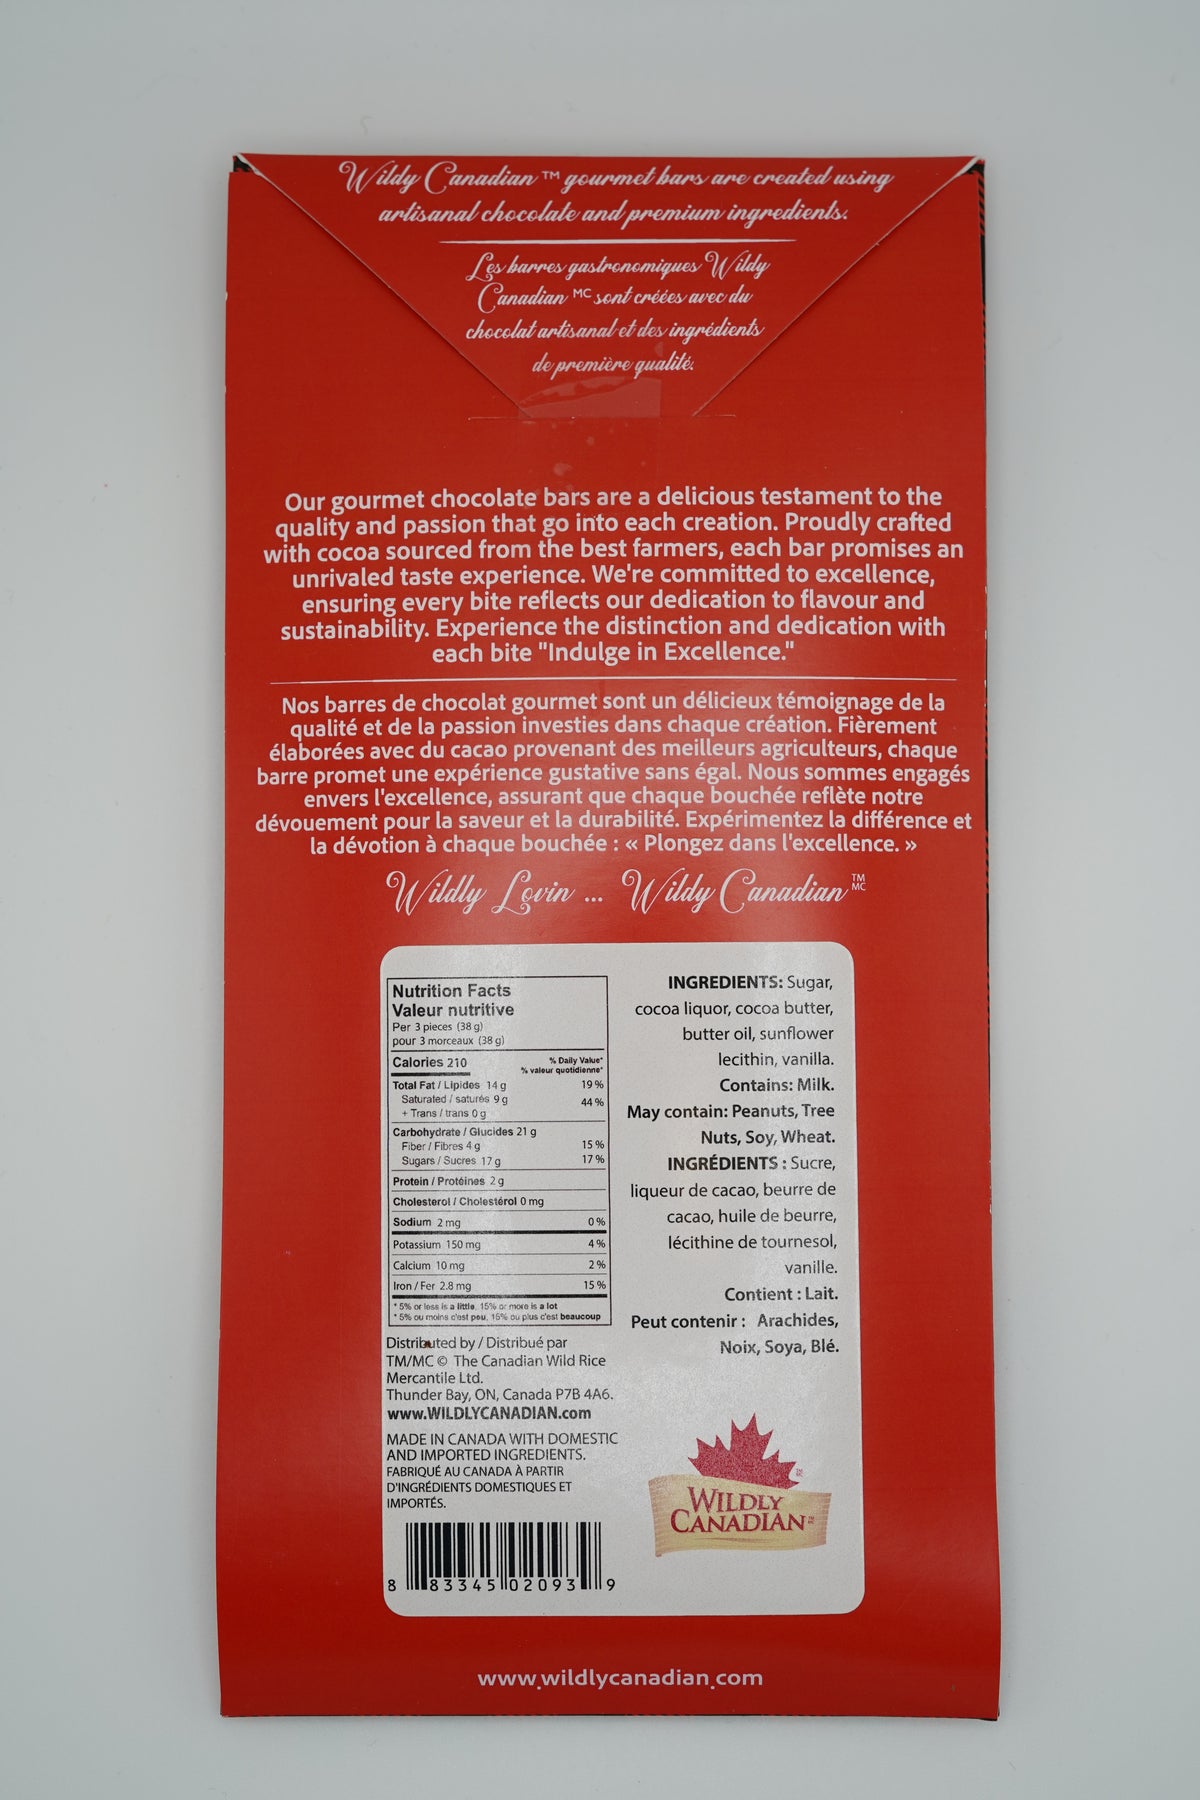 Wildy Canadian ™ gourmet bars are created using
artisanal chocolate and premium ingredients.
Les barres gastronomiques Wildy
Canadian MC sont créées avec du
chocolat artisanal et des ingrédients
de première qualité.
Our gourmet chocolate bars are a delicious testament to the
quality and passion that go into each creation. Proudly crafted
with cocoa sourced from the best farmers, each bar promises an
unrivaled taste experience. We're committed to excellence,
ensuring every bite reflects our dedication to flavour and
sustainability. Experience the distinction and dedication with
each bite "Indulge in Excellence."
Nos barres de chocolat gourmet sont un délicieux témoignage de la
qualité et de la passion investies dans chaque création. Fièrement
élaborées avec du cacao provenant des meilleurs agriculteurs, chaque
barre promet une expérience gustative sans égal. Nous sommes engagés
envers l'excellence, assurant que chaque bouchée reflète notre
dévouement pour la saveur et la durabilité. Expérimentez la différence et
la dévotion à chaque bouchée : « Plongez dans l'excellence. »
Wildly Lovin ... Wildy Canadian TM MC
Nutrition Facts
Valeur nutritive
Per 3 pieces (38 g)
pour 3 morceaux (38 g)
Calories 210 % Daily Value*
% valeur quotidienne*
Total Fat / Lipides 14 g 19 %
Saturated / saturés 9 g 44 %
+ Trans / trans 0 g
Carbohydrate / Glucides 21 g
Fiber / Fibres 4 g 15 %
Sugars / Sucres 17 g 17 %
Protein / Protéines 2 g
Cholesterol / Cholestérol 0 mg
Sodium 2 mg 0 %
Potassium 150 mg 4 %
Calcium 10 mg 2 %
Iron / Fer 2.8 mg 15 %
* 5% or less is a little, 15% or more is a lot
* 5% ou moins c'est peu, 15% ou plus c'est beaucoup
Distributed by / Distribué par
TM/MC © The Canadian Wild Rice
Mercantile Ltd.
Thunder Bay, ON, Canada P7B 4A6.
www.WILDLYCANADIAN.com
MADE IN CANADA WITH DOMESTIC
AND IMPORTED INGREDIENTS.
FABRIQUÉ AU CANADA À PARTIR
D'INGRÉDIENTS DOMESTIQUES ET
IMPORTÉS.
8 83345 02093 9
INGREDIENTS: Sugar,
cocoa liquor, cocoa butter,
butter oil, sunflower
lecithin, vanilla.
Contains: Milk.
May contain: Peanuts, Tree
Nuts, Soy, Wheat.
INGRÉDIENTS : Sucre,
liqueur de cacao, beurre de
cacao, huile de beurre,
lécithine de tournesol,
vanille.
Contient : Lait.
Peut contenir : Arachides,
Noix, Soya, Blé.
WILDLY
CANADIAN TM MC
www.wildlycanadian.com